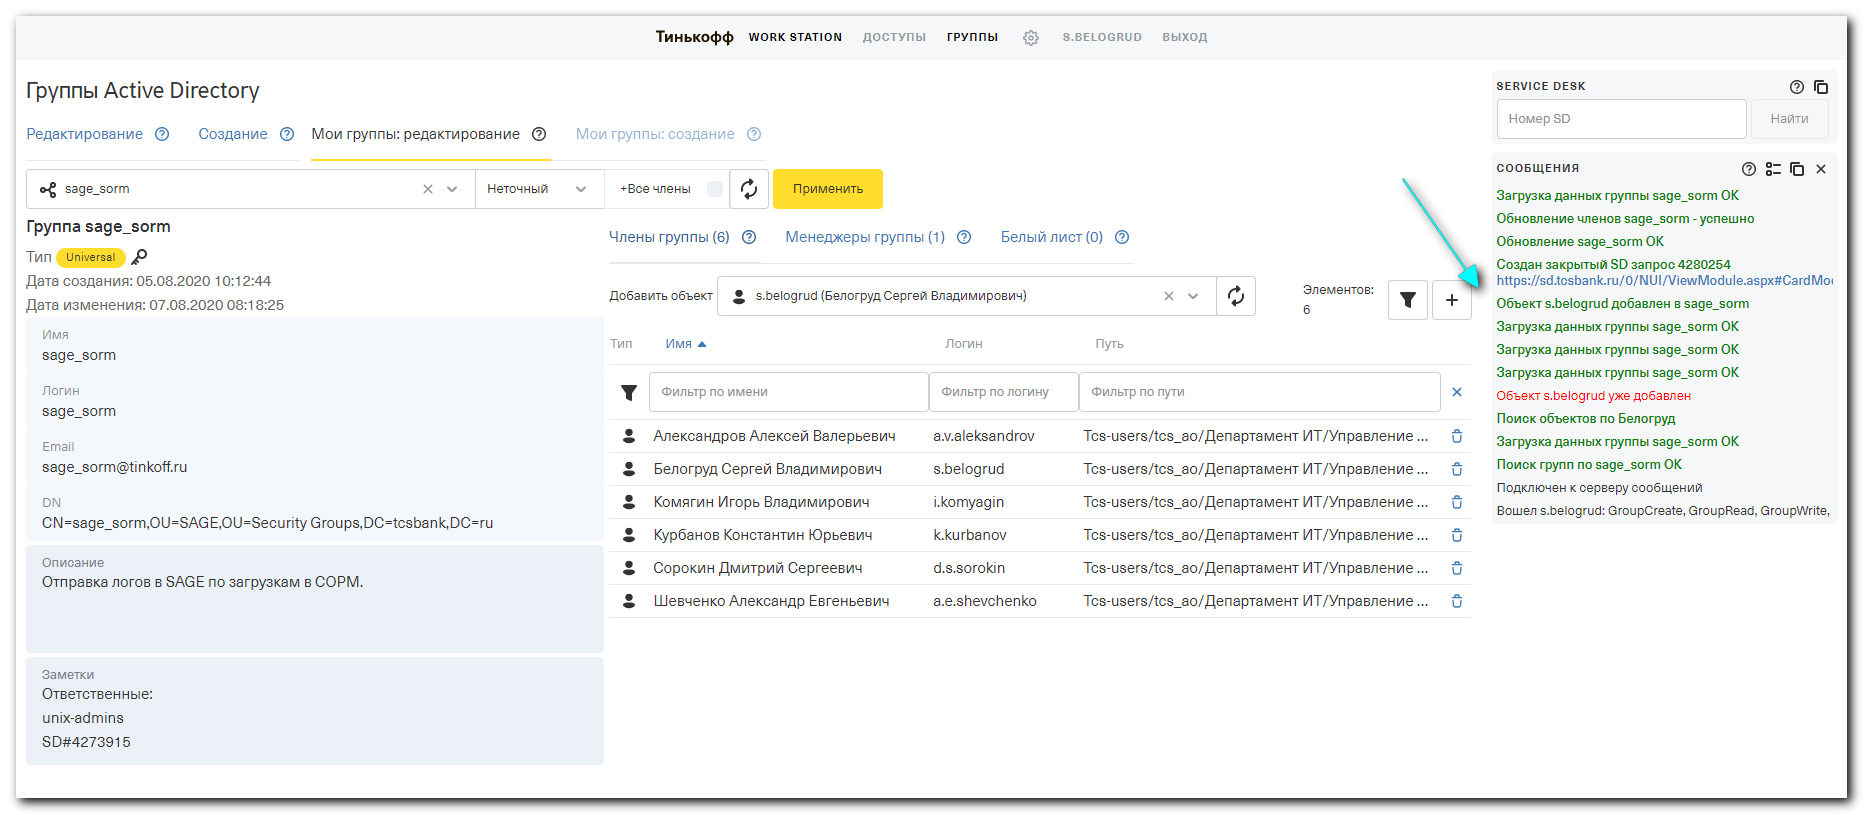 Тинькофф WORK STATION ДОСТУПЫ ГРУППЫ S.BELOGRUD ВЫХОД
Группы Active Directory
Редактирование Создание Мои группы: редактирование Мои группы: создание
sage_sorm Неточный +Все члены Применить
Группа sage_sorm
Тип Universal
Дата создания: 05.08.2020 10:12:44
Дата изменения: 07.08.2020 08:18:25
Имя
sage_sorm
Логин
sage_sorm
Email
sage_sorm@tinkoff.ru
DN
CN=sage_sorm,OU=SAGE,OU=Security Groups,DC=tcsbank,DC=ru
Описание
Отправка логов в SAGE по загрузкам в СОРМ.
Заметки
Ответственные:
unix-admins
SD#4273915
Члены группы (6) Менеджеры группы (1) Белый лист (0)
Добавить объект s.belogrud (Белогруд Сергей Владимирович) Элементов:
6
Тип Имя Логин Путь
Фильтр по имени Фильтр по логину Фильтр по пути
Александров Алексей Валерьевич a.v.aleksandrov Tcs-users/tcs_ao/Департамент ИТ/Управление ...
Белогруд Сергей Владимирович s.belogrud Tcs-users/tcs_ao/Департамент ИТ/Управление ...
Комягин Игорь Владимирович i.komyagin Tcs-users/tcs_ao/Департамент ИТ/Управление ...
Курбанов Константин Юрьевич k.kurbanov Tcs-users/tcs_ao/Департамент ИТ/Управление ...
Сорокин Дмитрий Сергеевич d.s.sorokin Tcs-users/tcs_ao/Департамент ИТ/Управление ...
Шевченко Александр Евгеньевич a.e.shevchenko Tcs-users/tcs_ao/Департамент ИТ/Управление ...
SERVICE DESK
Номер SD Найти
СООБЩЕНИЯ
Загрузка данных группы sage_sorm OK
Обновление членов sage_sorm - успешно
Обновление sage_sorm OK
Создан закрытый SD запрос 4280254
https://sd.tcsbank.ru/0/NUI/ViewModule.aspx#CardMo
Объект s.belogrud добавлен в sage_sorm
Загрузка данных группы sage_sorm OK
Загрузка данных группы sage_sorm OK
Загрузка данных группы sage_sorm OK
Объект s.belogrud уже добавлен
Поиск объектов по Белогруд
Загрузка данных группы sage_sorm OK
Поиск групп по sage_sorm OK
Подключен к серверу сообщений
Вошел s.belogrud: GroupCreate, GroupRead, GroupWrite,